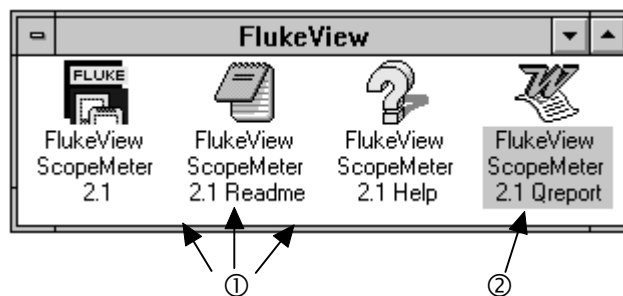 FlukeView
FLUKE
FlukeView
ScopeMeter
2.1
FlukeView
ScopeMeter
2.1 Readme
FlukeView
ScopeMeter
2.1 Help
FlukeView
ScopeMeter
2.1 Qreport
①
②